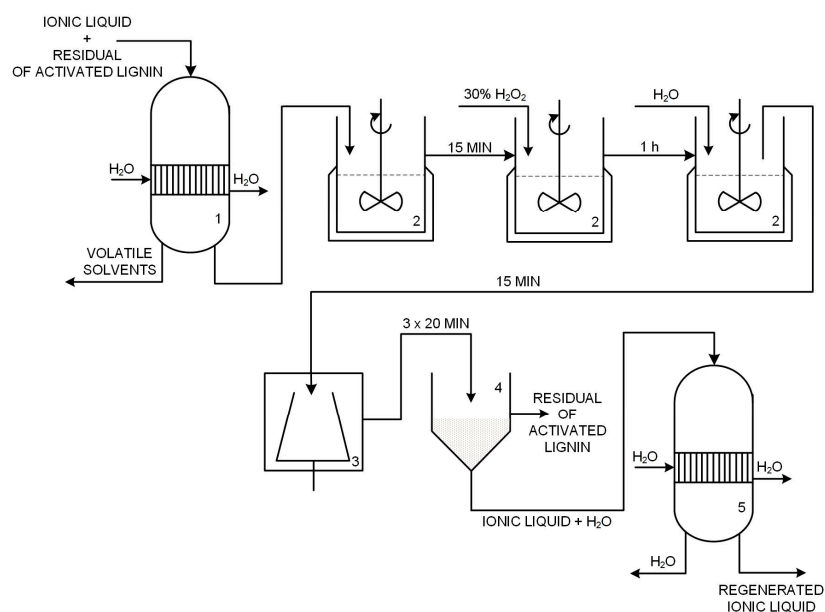 IONIC LIQUID
+
RESIDUAL
OF ACTIVATED LIGNIN
H₂O
H₂O
1
VOLATILE
SOLVENTS
2
15 MIN
30% H₂O₂
2
1 h
H₂O
2
15 MIN
3
3 x 20 MIN
4
RESIDUAL
OF
ACTIVATED
LIGNIN
IONIC LIQUID + H₂O
H₂O
H₂O
5
H₂O
REGENERATED
IONIC LIQUID